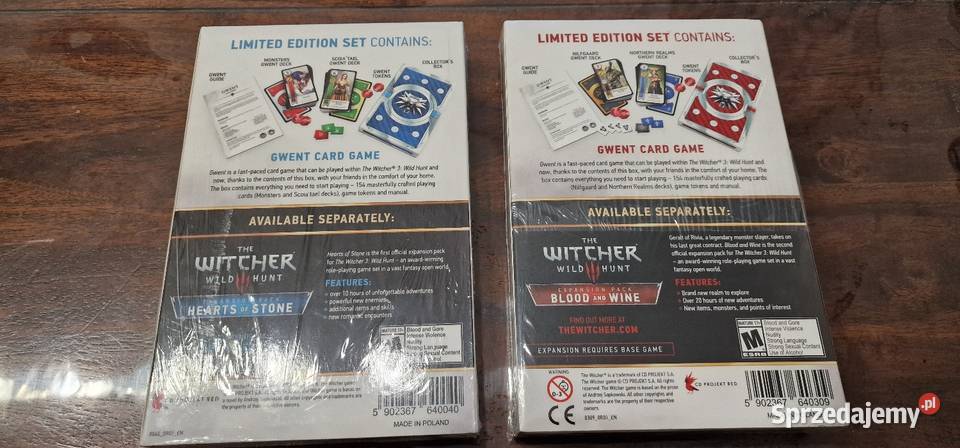 LIMITED EDITION SET CONTAINS:
MONSTERS
GWENT DECK
SCOIA'TAEL
GWENT DECK
COLLECTOR'S
BOX
GWENT
GUIDE
GWENT
TOKENS
GWENT CARD GAME
Gwent is a fast-paced card game that can be played within The Witcher® 3: Wild Hunt and
now, thanks to the contents of this box, with your friends in the comfort of your home.
The box contains everything you need to start playing – 154 masterfully crafted playing
cards (Monsters and Scoia'tael decks), game tokens and manual.
AVAILABLE SEPARATELY:
THE
WITCHER
WILD HUNT
EXPANSION PACK
HEARTS OF STONE
Hearts of Stone is the first official expansion pack
for The Witcher 3: Wild Hunt – an award-winning
role-playing game set in a vast fantasy open world.
FEATURES:
• over 10 hours of unforgettable adventures
• powerful new enemies
• additional items and skills
• new romance encounters
MATURE 17+
Blood and Gore
Intense Violence
Nudity
Strong Language
Strong Sexual Content
Alcohol
CD PROJEKT RED
5 902367 640040
MADE IN POLAND
LIMITED EDITION SET CONTAINS:
NILFGAARD
GWENT DECK
NORTHERN REALMS
GWENT DECK
COLLECTOR'S
BOX
GWENT
GUIDE
GWENT
TOKENS
GWENT CARD GAME
Gwent is a fast-paced card game that can be played within The Witcher® 3: Wild Hunt and
now, thanks to the contents of this box, with your friends in the comfort of your home.
The box contains everything you need to start playing – 154 masterfully crafted playing cards
(Nilfgaard and Northern Realms decks), game tokens and manual.
AVAILABLE SEPARATELY:
THE
WITCHER
WILD HUNT
EXPANSION PACK
BLOOD AND WINE
FIND OUT MORE AT
THEWITCHER.COM
EXPANSION REQUIRES BASE GAME
Geralt of Rivia, a legendary monster slayer, takes on
his last great contract. Blood and Wine is the second
official expansion pack for The Witcher 3: Wild Hunt
– an award-winning role-playing game set in a vast
fantasy open world.
FEATURES:
• Brand new realm to explore
• Over 20 hours of new adventures
• New items, monsters, and points of interest
MATURE 17+
M
ESRB
Blood and Gore
Intense Violence
Nudity
Strong Language
Strong Sexual Content
Use of Alcohol
WARNING:
0-3
CE
The Witcher® is a trademark of CD PROJEKT S.A.
The Witcher game © CD PROJEKT S.A. All rights
reserved. The Witcher game is based on the prose
of Andrzej Sapkowski. All other copyrights and
trademarks are the property of their respective
owners.
CD PROJEKT RED
5 902367 640309
Sprzedajemy.pl